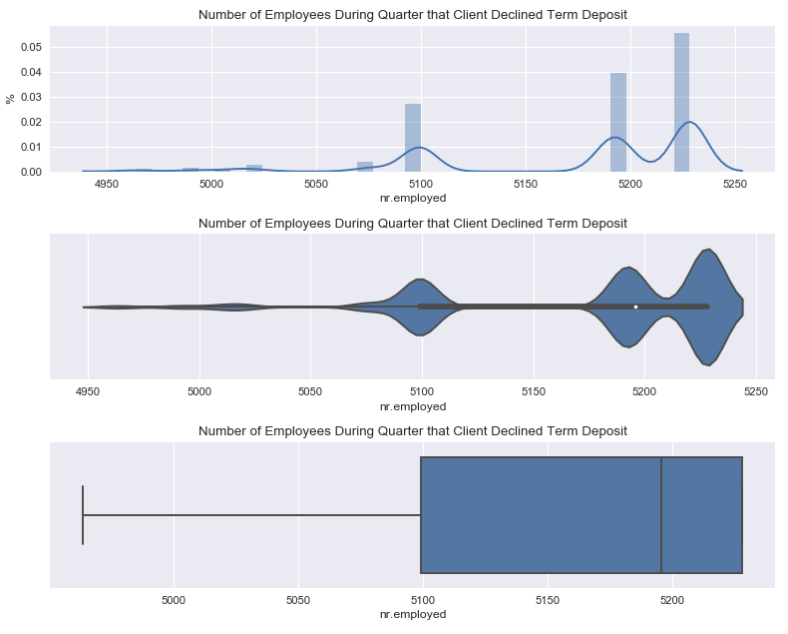 Number of Employees During Quarter that Client Declined Term Deposit
0.05
0.04
0.03
0.02
0.01
0.00
%
4950 5000 5050 5100 5150 5200 5250
nr.employed
Number of Employees During Quarter that Client Declined Term Deposit
4950 5000 5050 5100 5150 5200 5250
nr.employed
Number of Employees During Quarter that Client Declined Term Deposit
5000 5050 5100 5150 5200
nr.employed